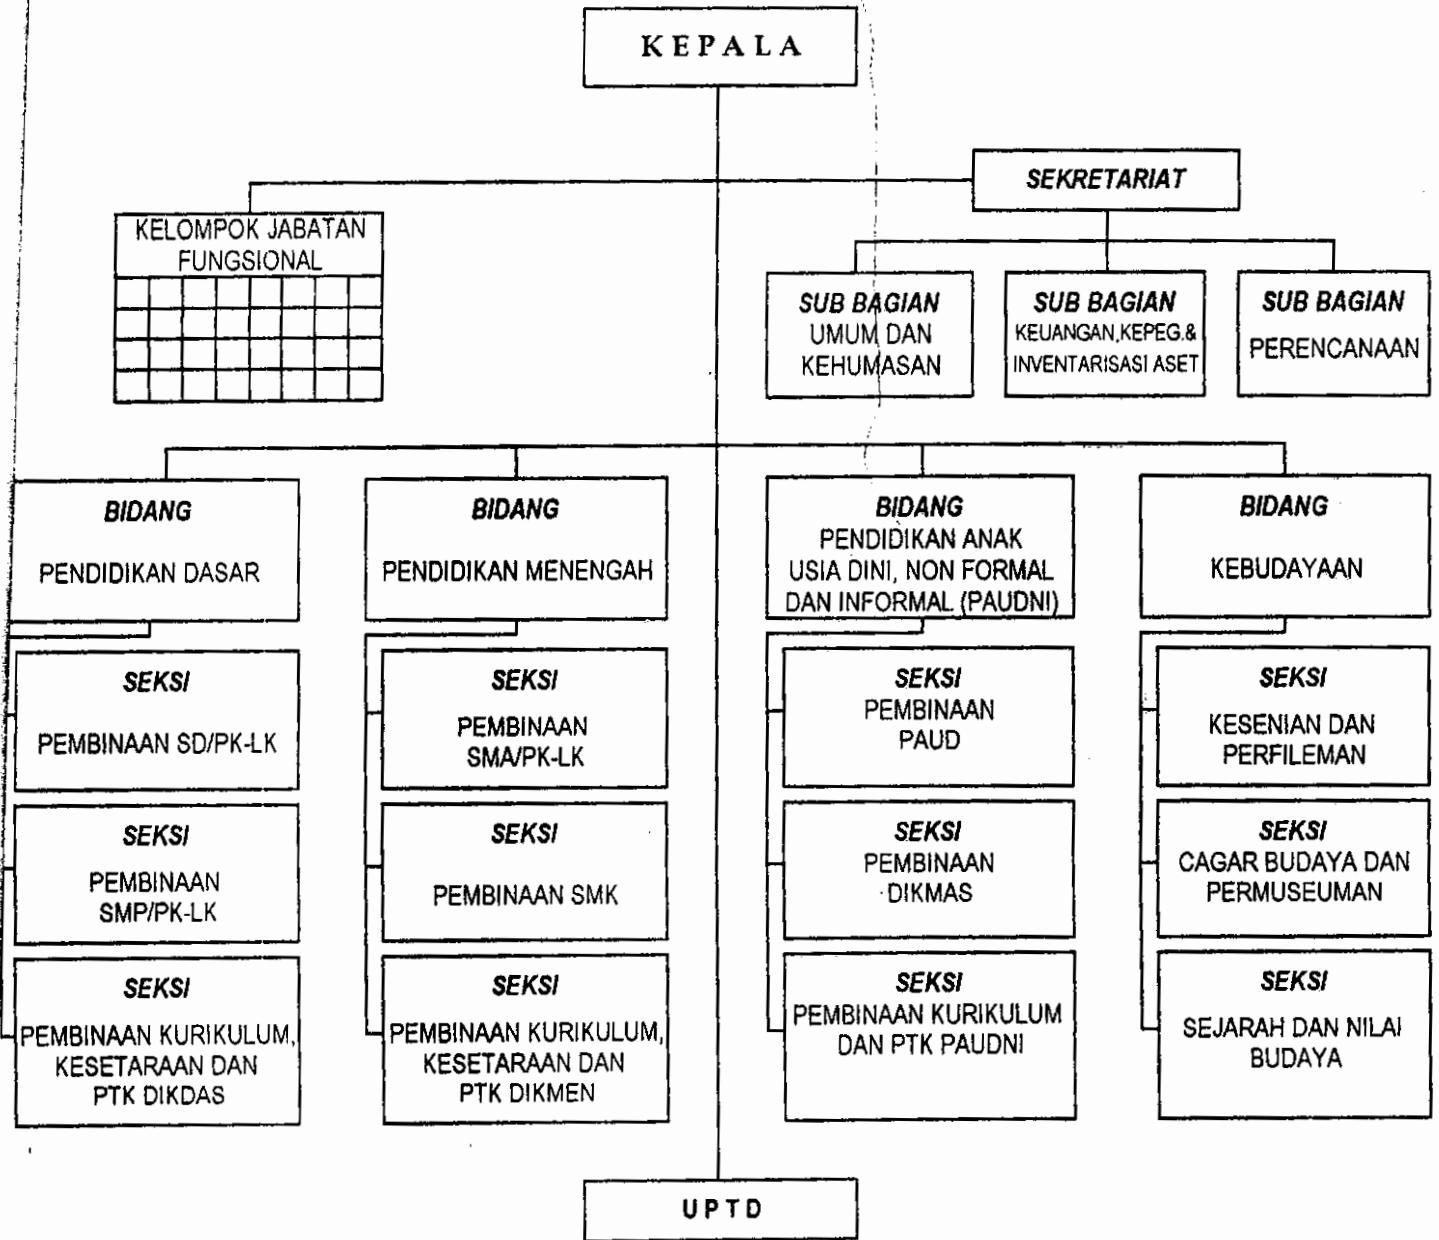 KEPALA
SEKRETARIAT
KELOMPOK JABATAN
FUNGSIONAL
SUB BAGIAN
UMUM DAN
KEHUMASAN
SUB BAGIAN
KEUANGAN,KEPEG.&
INVENTARISASI ASET
SUB BAGIAN
PERENCANAAN
BIDANG
PENDIDIKAN DASAR
SEKSI
PEMBINAAN SD/PK-LK
SEKSI
PEMBINAAN
SMP/PK-LK
SEKSI
PEMBINAAN KURIKULUM,
KESETARAAN DAN
PTK DIKDAS
BIDANG
PENDIDIKAN MENENGAH
SEKSI
PEMBINAAN
SMA/PK-LK
SEKSI
PEMBINAAN SMK
SEKSI
PEMBINAAN KURIKULUM,
KESETARAAN DAN
PTK DIKMEN
BIDANG
PENDIDIKAN ANAK
USIA DINI, NON FORMAL
DAN INFORMAL (PAUDNI)
SEKSI
PEMBINAAN
PAUD
SEKSI
PEMBINAAN
DIKMAS
SEKSI
PEMBINAAN KURIKULUM
DAN PTK PAUDNI
BIDANG
KEBUDAYAAN
SEKSI
KESENIAN DAN
PERFILEMAN
SEKSI
CAGAR BUDAYA DAN
PERMUSEUMAN
SEKSI
SEJARAH DAN NILAI
BUDAYA
UPTD